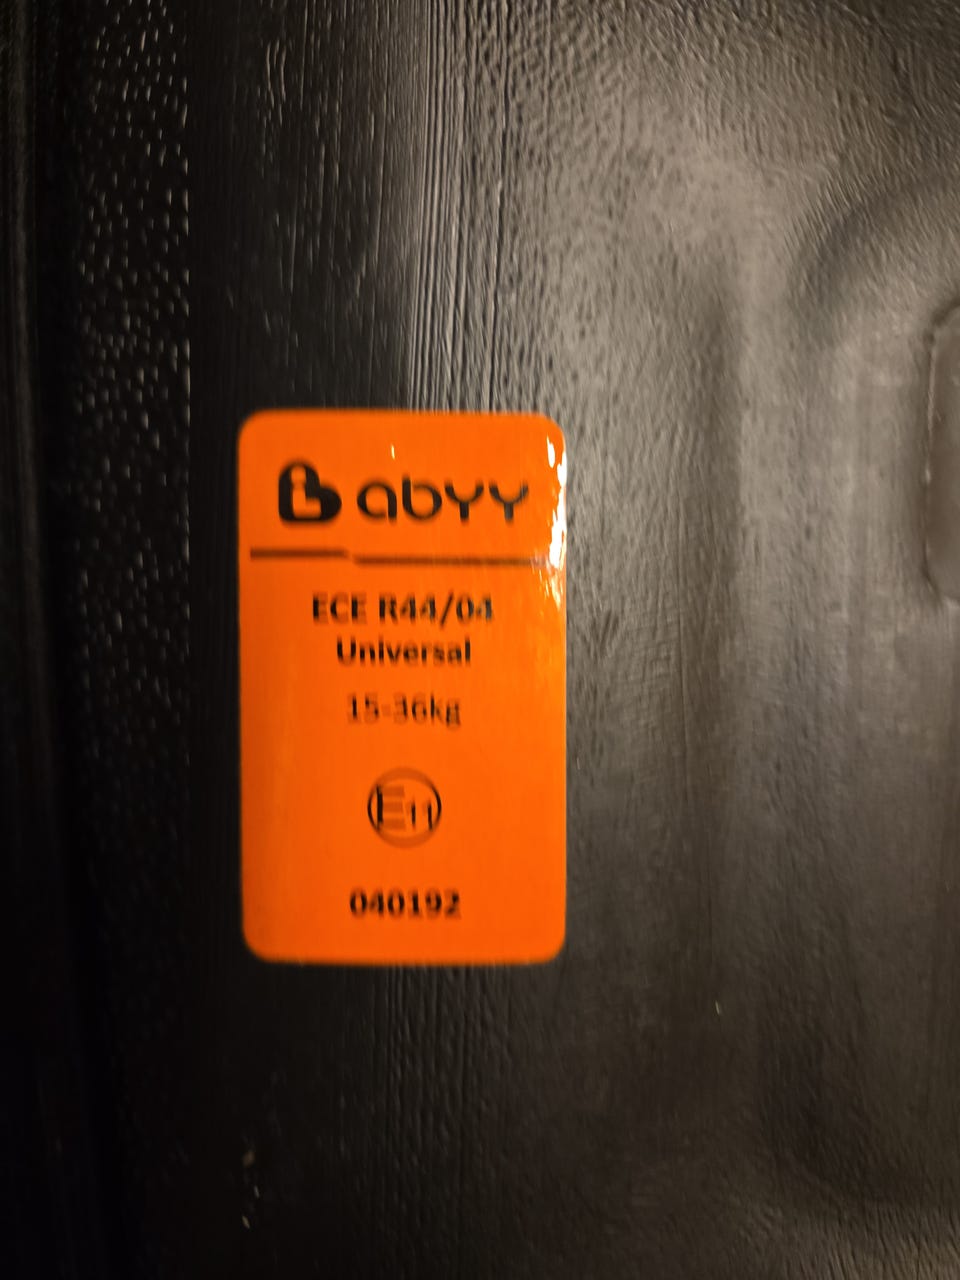 Babyy
ECE R44/04
Universal
15-36kg
E11
040192